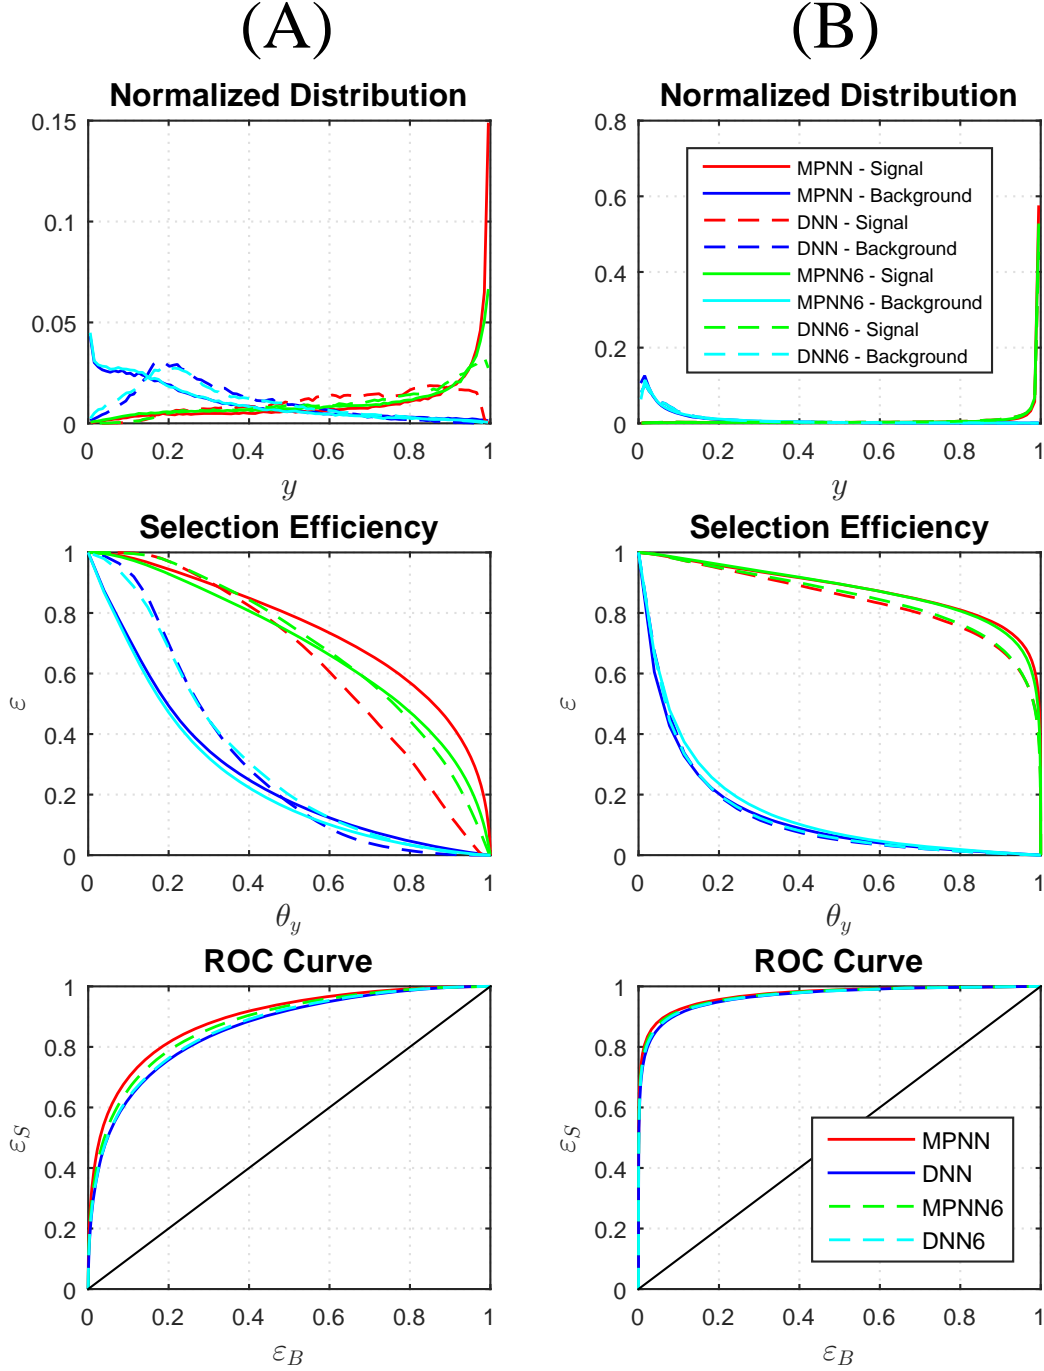 (A)
(B)
Normalized Distribution
0.15
0.1
0.05
0
0 0.2 0.4 0.6 0.8 1
y
Normalized Distribution
0.8
0.6
0.4
0.2
0
MPNN - Signal
MPNN - Background
DNN - Signal
DNN - Background
MPNN6 - Signal
MPNN6 - Background
DNN6 - Signal
DNN6 - Background
0 0.2 0.4 0.6 0.8 1
y
Selection Efficiency
1
0.8
0.6
0.4
0.2
0
ε
0 0.2 0.4 0.6 0.8 1
θ_y
Selection Efficiency
1
0.8
0.6
0.4
0.2
0
ε
0 0.2 0.4 0.6 0.8 1
θ_y
ROC Curve
1
0.8
0.6
0.4
0.2
0
ε_S
0 0.2 0.4 0.6 0.8 1
ε_B
ROC Curve
1
0.8
0.6
0.4
0.2
0
ε_S
MPNN
DNN
MPNN6
DNN6
0 0.2 0.4 0.6 0.8 1
ε_B